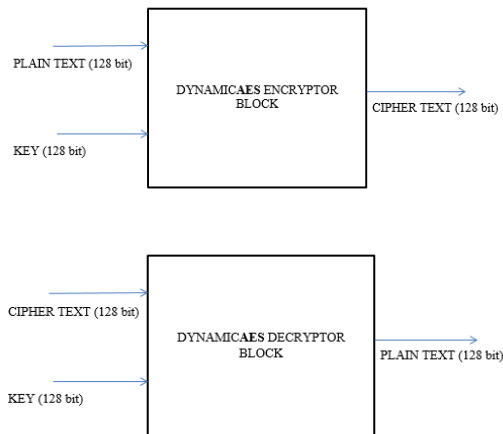 PLAIN TEXT (128 bit)
DYNAMICAES ENCRYPTOR
BLOCK
CIPHER TEXT (128 bit)
KEY (128 bit)
CIPHER TEXT (128 bit)
DYNAMICAES DECRYPTOR
BLOCK
PLAIN TEXT (128 bit)
KEY (128 bit)